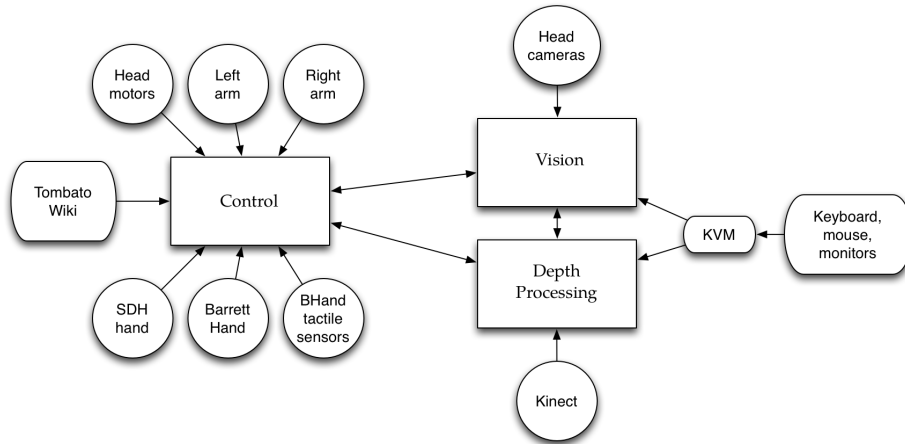 Head
motors
Left
arm
Right
arm
Head
cameras
Tombato
Wiki
Control
Vision
KVM
Keyboard,
mouse,
monitors
Depth
Processing
SDH
hand
Barrett
Hand
BHand
tactile
sensors
Kinect